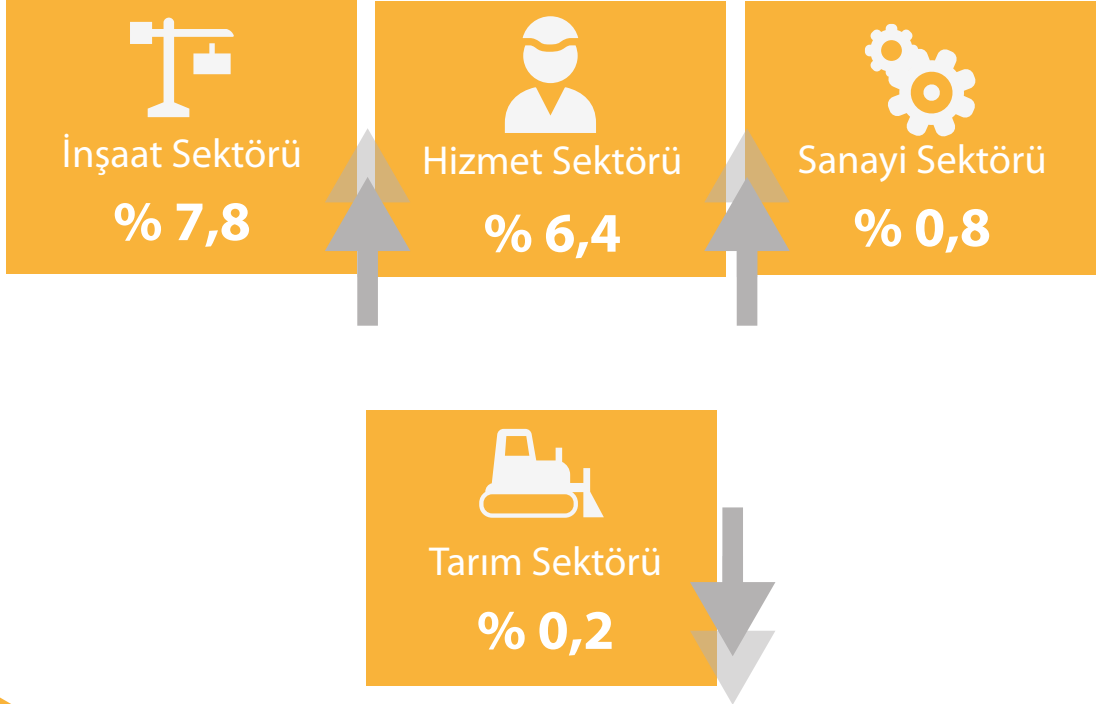 İnşaat Sektörü
% 7,8
Hizmet Sektörü
% 6,4
Sanayi Sektörü
% 0,8
Tarım Sektörü
% 0,2